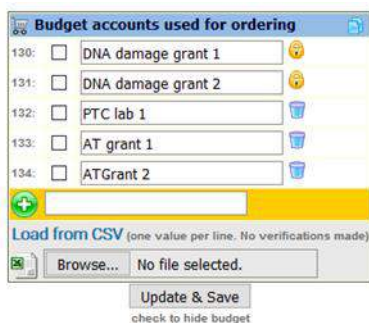 Budget accounts used for ordering
130: DNA damage grant 1
131: DNA damage grant 2
132: PTC lab 1
133: AT grant 1
134: ATGrant 2
Load from CSV (one value per line. No verifications made)
Browse... No file selected.
Update & Save
check to hide budget